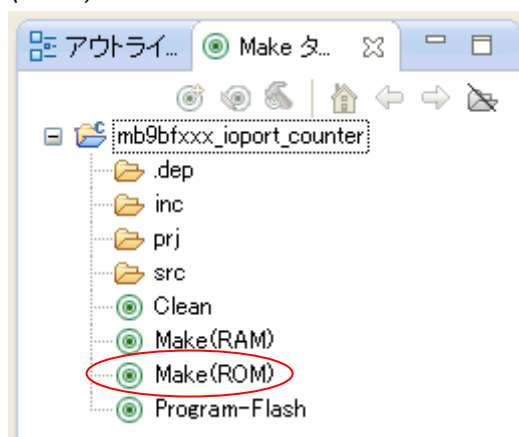 アウトライ... Make タ...
mb9bfxxx_ioport_counter
.dep
inc
prj
src
Clean
Make(RAM)
Make(ROM)
Program-Flash